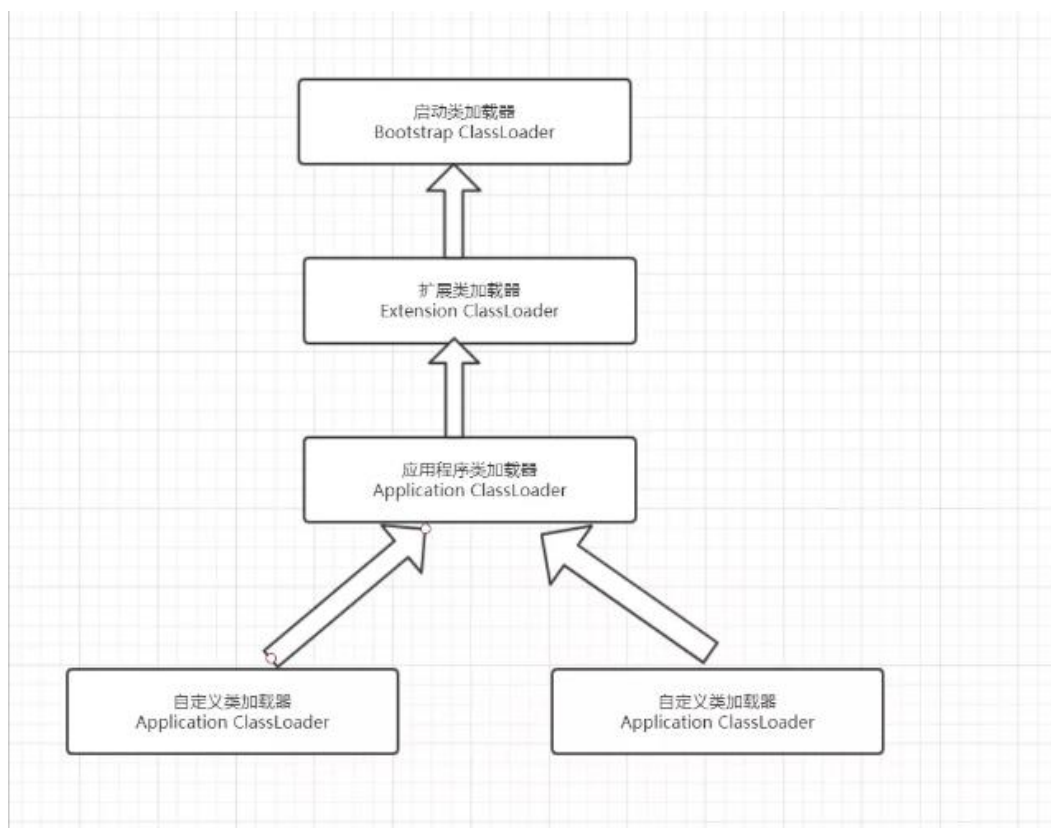 启动类加载器
Bootstrap ClassLoader
扩展类加载器
Extension ClassLoader
应用程序类加载器
Application ClassLoader
自定义类加载器
Application ClassLoader
自定义类加载器
Application ClassLoader